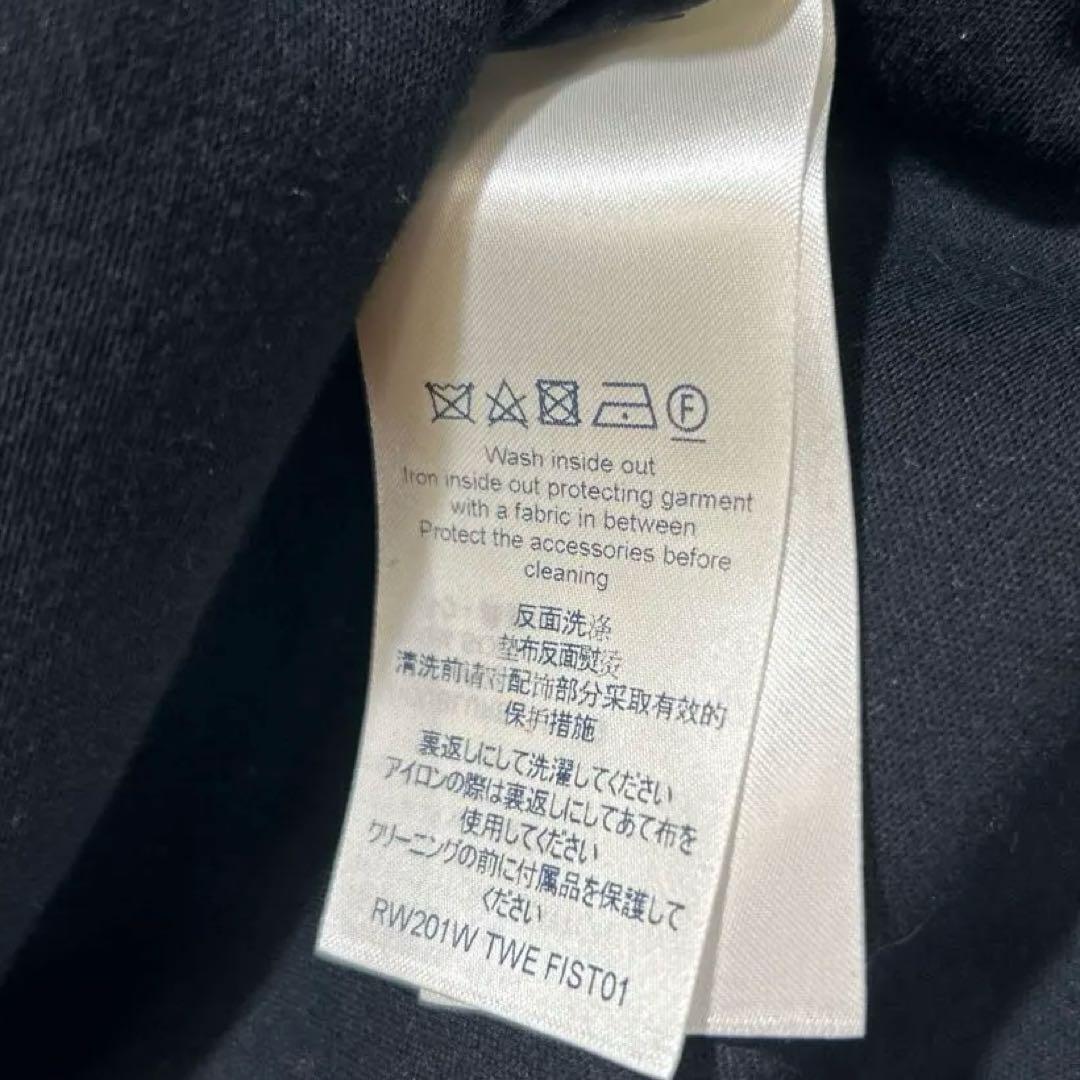 F
Wash inside out
Iron inside out protecting garment
with a fabric in between
Protect the accessories before
cleaning
反面洗涤
垫布反面熨烫
清洗前请对配饰部分采取有效的
保护措施
裏返しにして洗濯してください
アイロンの際は裏返しにしてあて布を
使用してください
クリーニングの前に付属品を保護して
ください
RW201W TWE FIST01